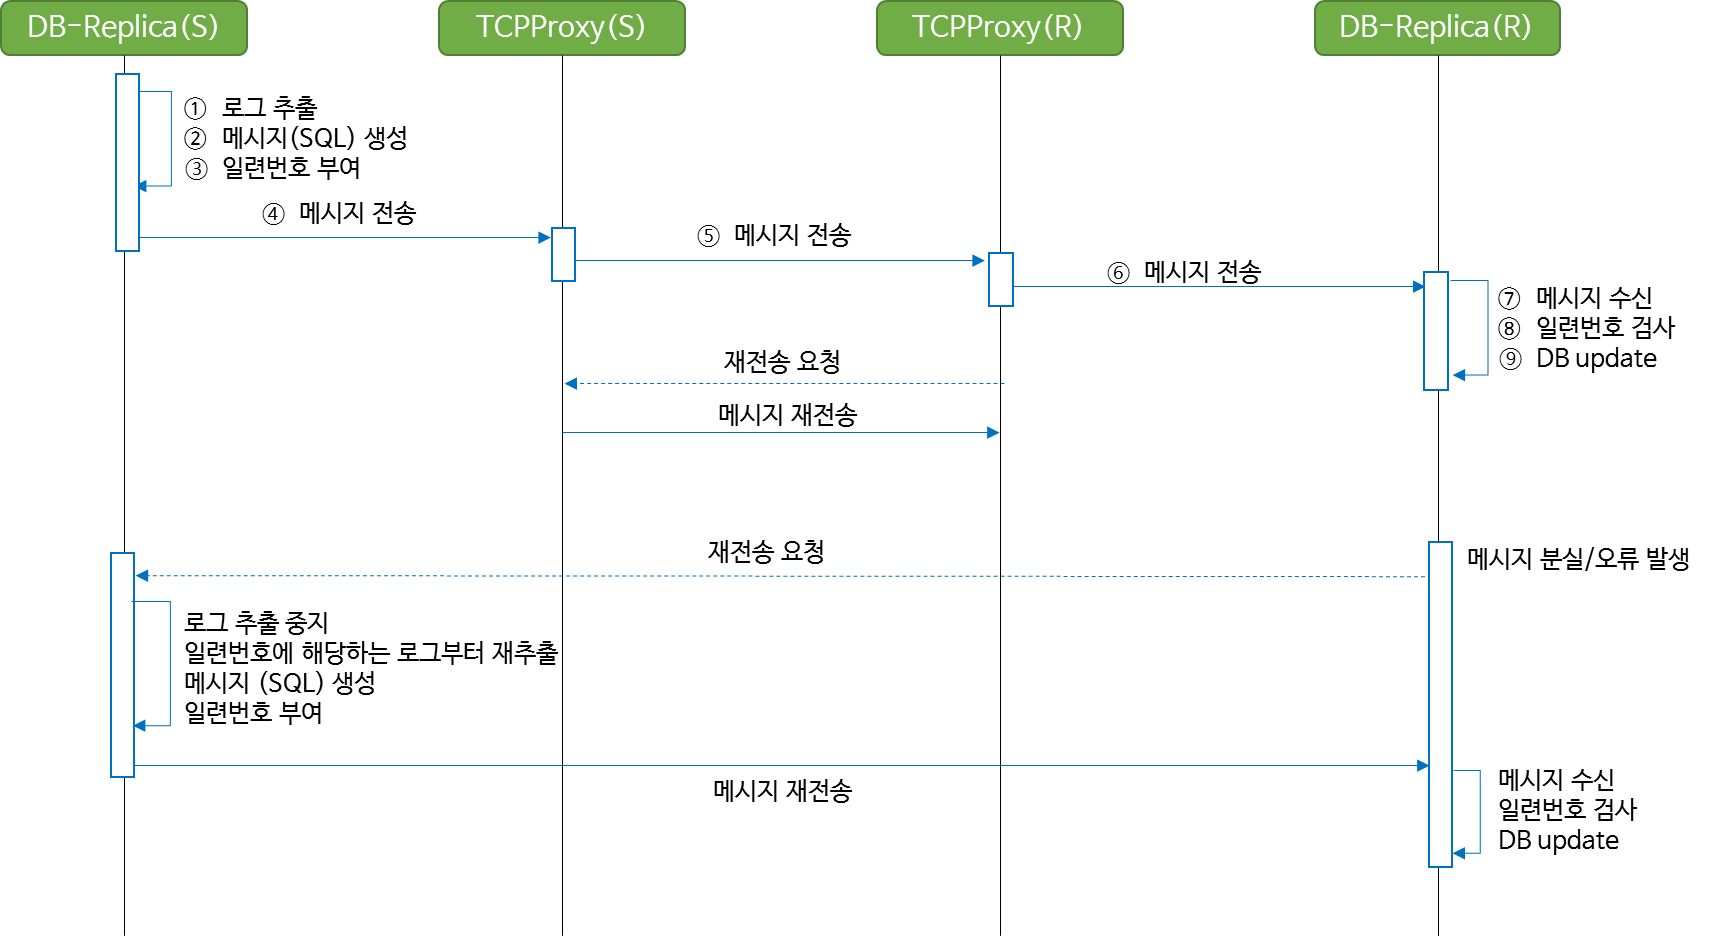 DB-Replica(S)
TCPProxy(S)
TCPProxy(R)
DB-Replica(R)
① 로그 추출
② 메시지(SQL) 생성
③ 일련번호 부여
④ 메시지 전송
⑤ 메시지 전송
⑥ 메시지 전송
⑦ 메시지 수신
⑧ 일련번호 검사
⑨ DB update
재전송 요청
메시지 재전송
재전송 요청
메시지 분실/오류 발생
로그 추출 중지
일련번호에 해당하는 로그부터 재추출
메시지 (SQL) 생성
일련번호 부여
메시지 재전송
메시지 수신
일련번호 검사
DB update